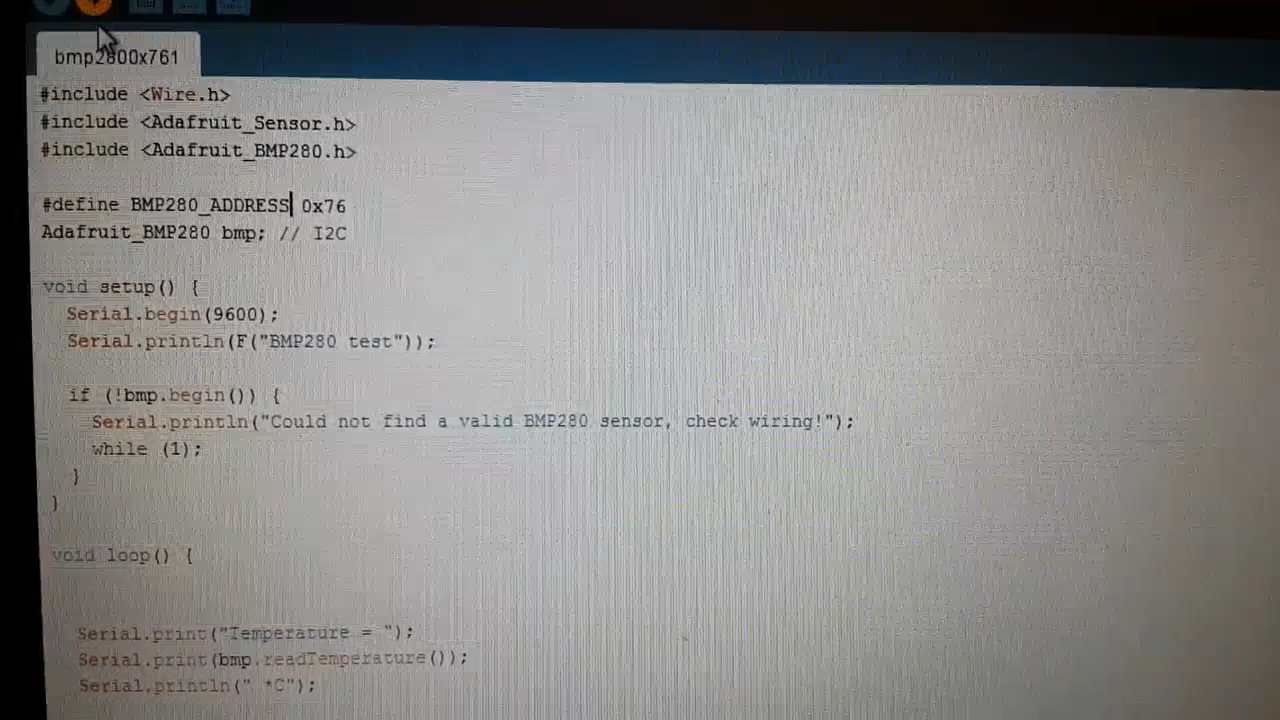 bmp2800x761
#include <Wire.h>
#include <Adafruit_Sensor.h>
#include <Adafruit_BMP280.h>
#define BMP280_ADDRESS 0x76
Adafruit_BMP280 bmp; // I2C
void setup() {
Serial.begin(9600);
Serial.println(F("BMP280 test"));
if (!bmp.begin()) {
Serial.println("Could not find a valid BMP280 sensor, check wiring!");
while (1);
}
}
void loop() {
Serial.print("Temperature = ");
Serial.print(bmp.readTemperature());
Serial.println(" *C");